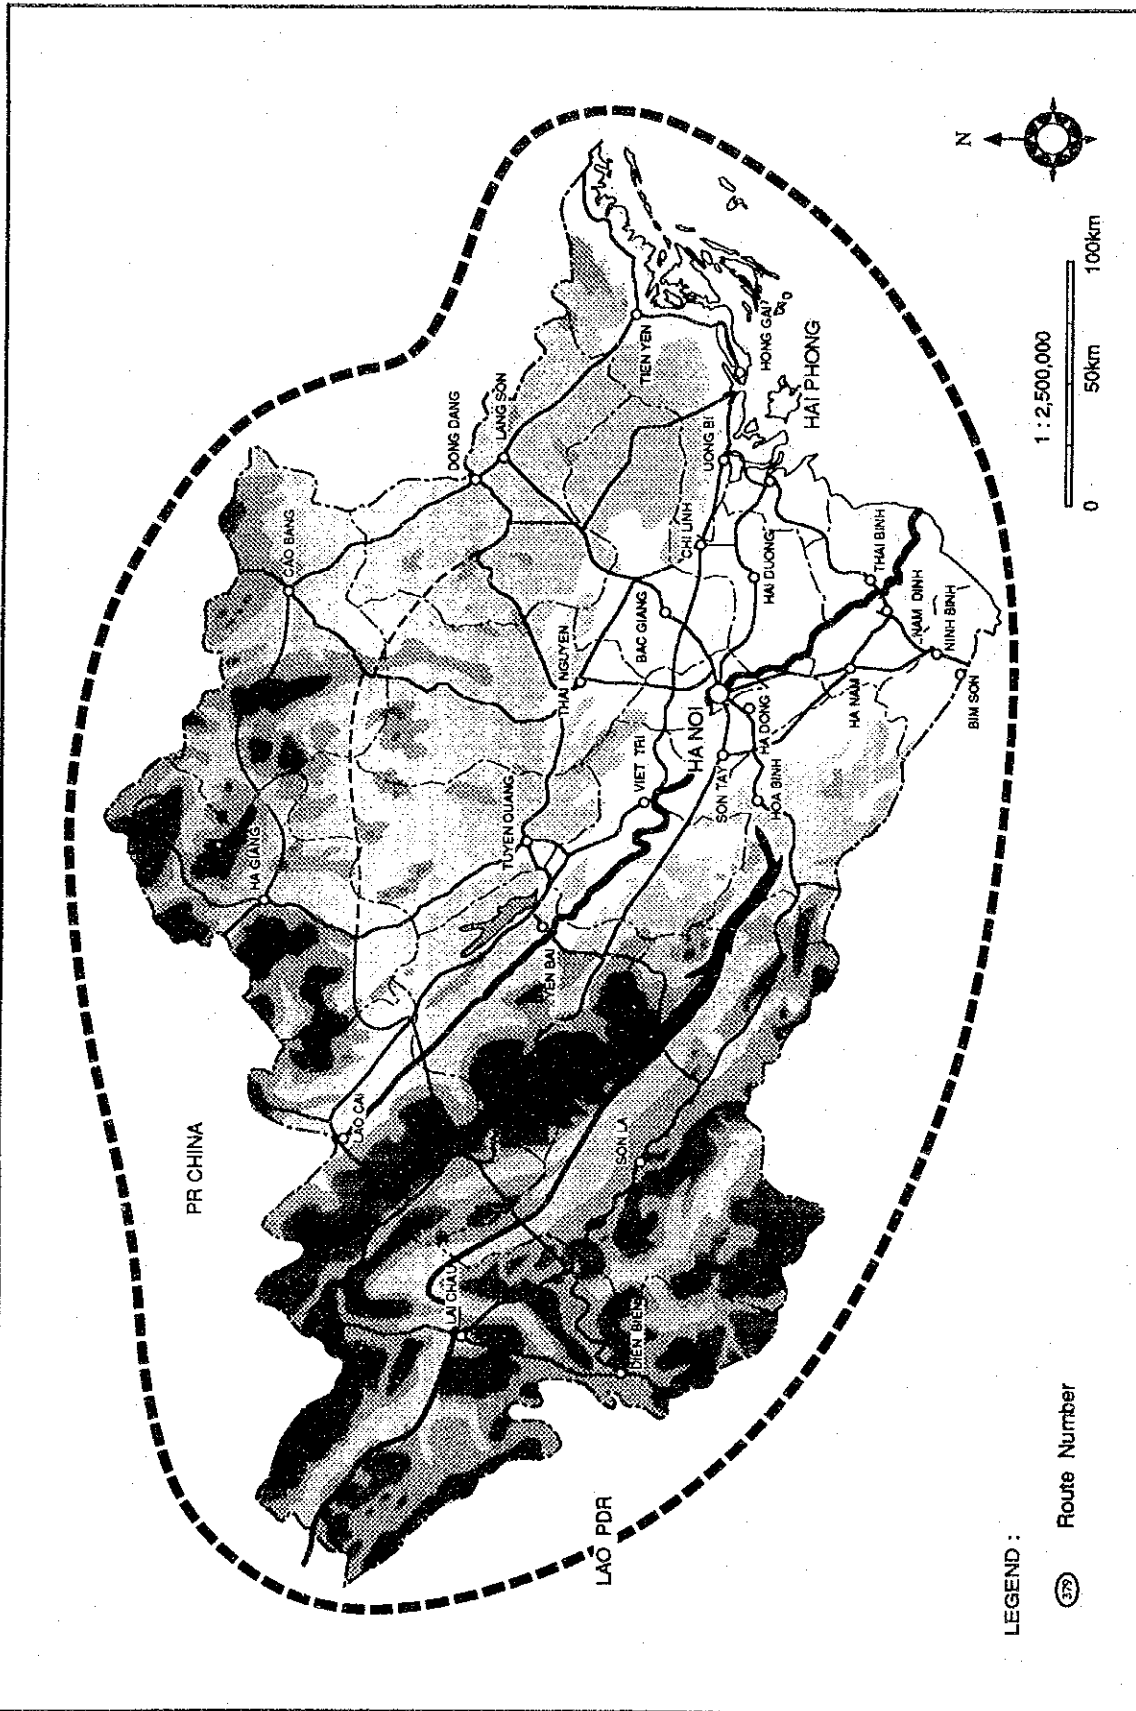 PR CHINA
HA GIANG
CAO BANG
LAO CAI
DONG DANG
LANG SON
LAI CHAU
TUYEN QUANG
THAI NGUYEN
YEN BAI
TIEN YEN
DIEN BIEN
SON LA
VIET TRI
BAC GIANG
CHI LINH
UONG BI
HONG GAI
HA NOI
SON TAY
HA DONG
HAI DUONG
HAI PHONG
HOA BINH
HA NAM
THAI BINH
NAM DINH
NINH BINH
BIM SON
LAO PDR
N
1 : 2,500,000
0 50km 100km
LEGEND :
379 Route Number